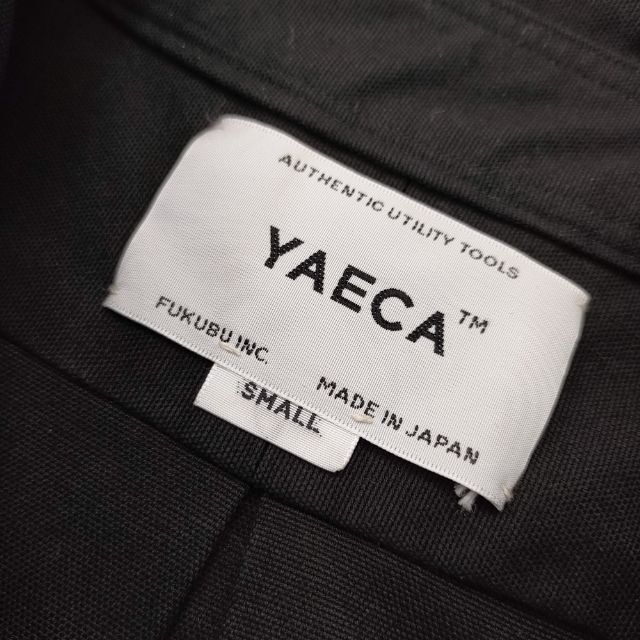 AUTHENTIC UTILITY TOOLS
YAECA™
FUKUBU INC.
MADE IN JAPAN
SMALL